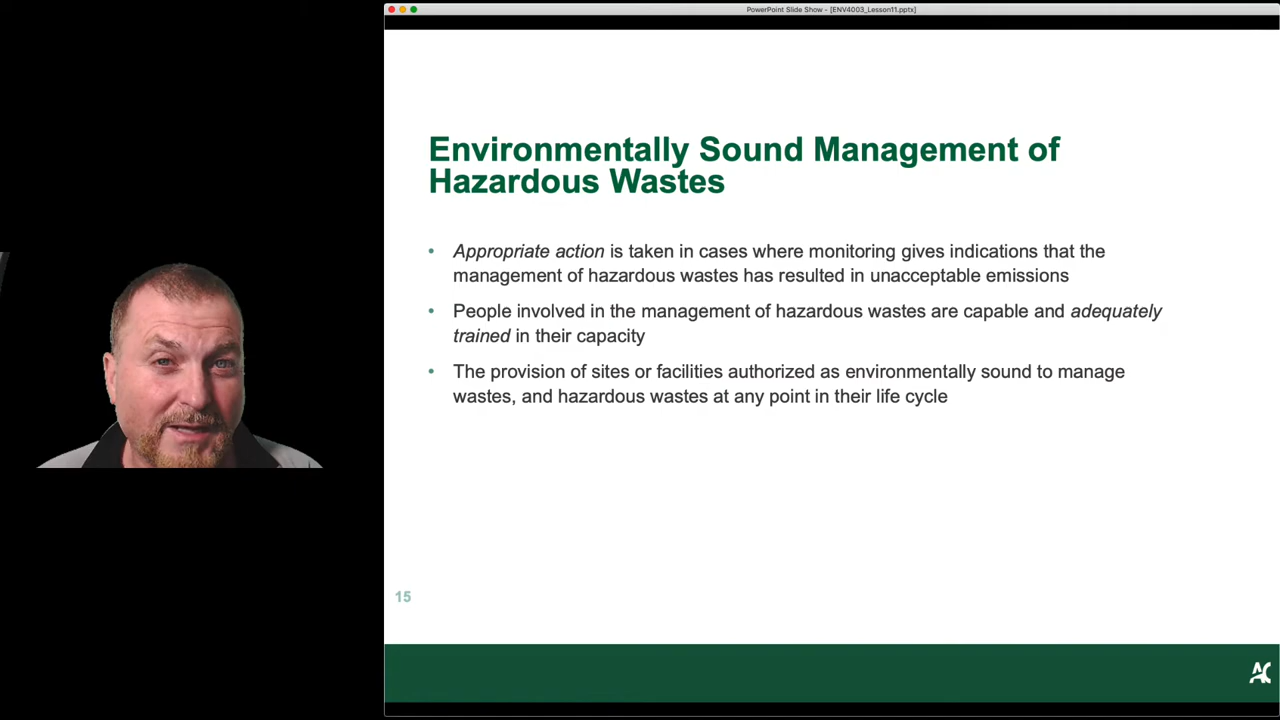 PowerPoint Slide Show - [ENV4003_Lesson11.pptx]
Environmentally Sound Management of
Hazardous Wastes
• Appropriate action is taken in cases where monitoring gives indications that the
management of hazardous wastes has resulted in unacceptable emissions
• People involved in the management of hazardous wastes are capable and adequately
trained in their capacity
• The provision of sites or facilities authorized as environmentally sound to manage
wastes, and hazardous wastes at any point in their life cycle
15
AC